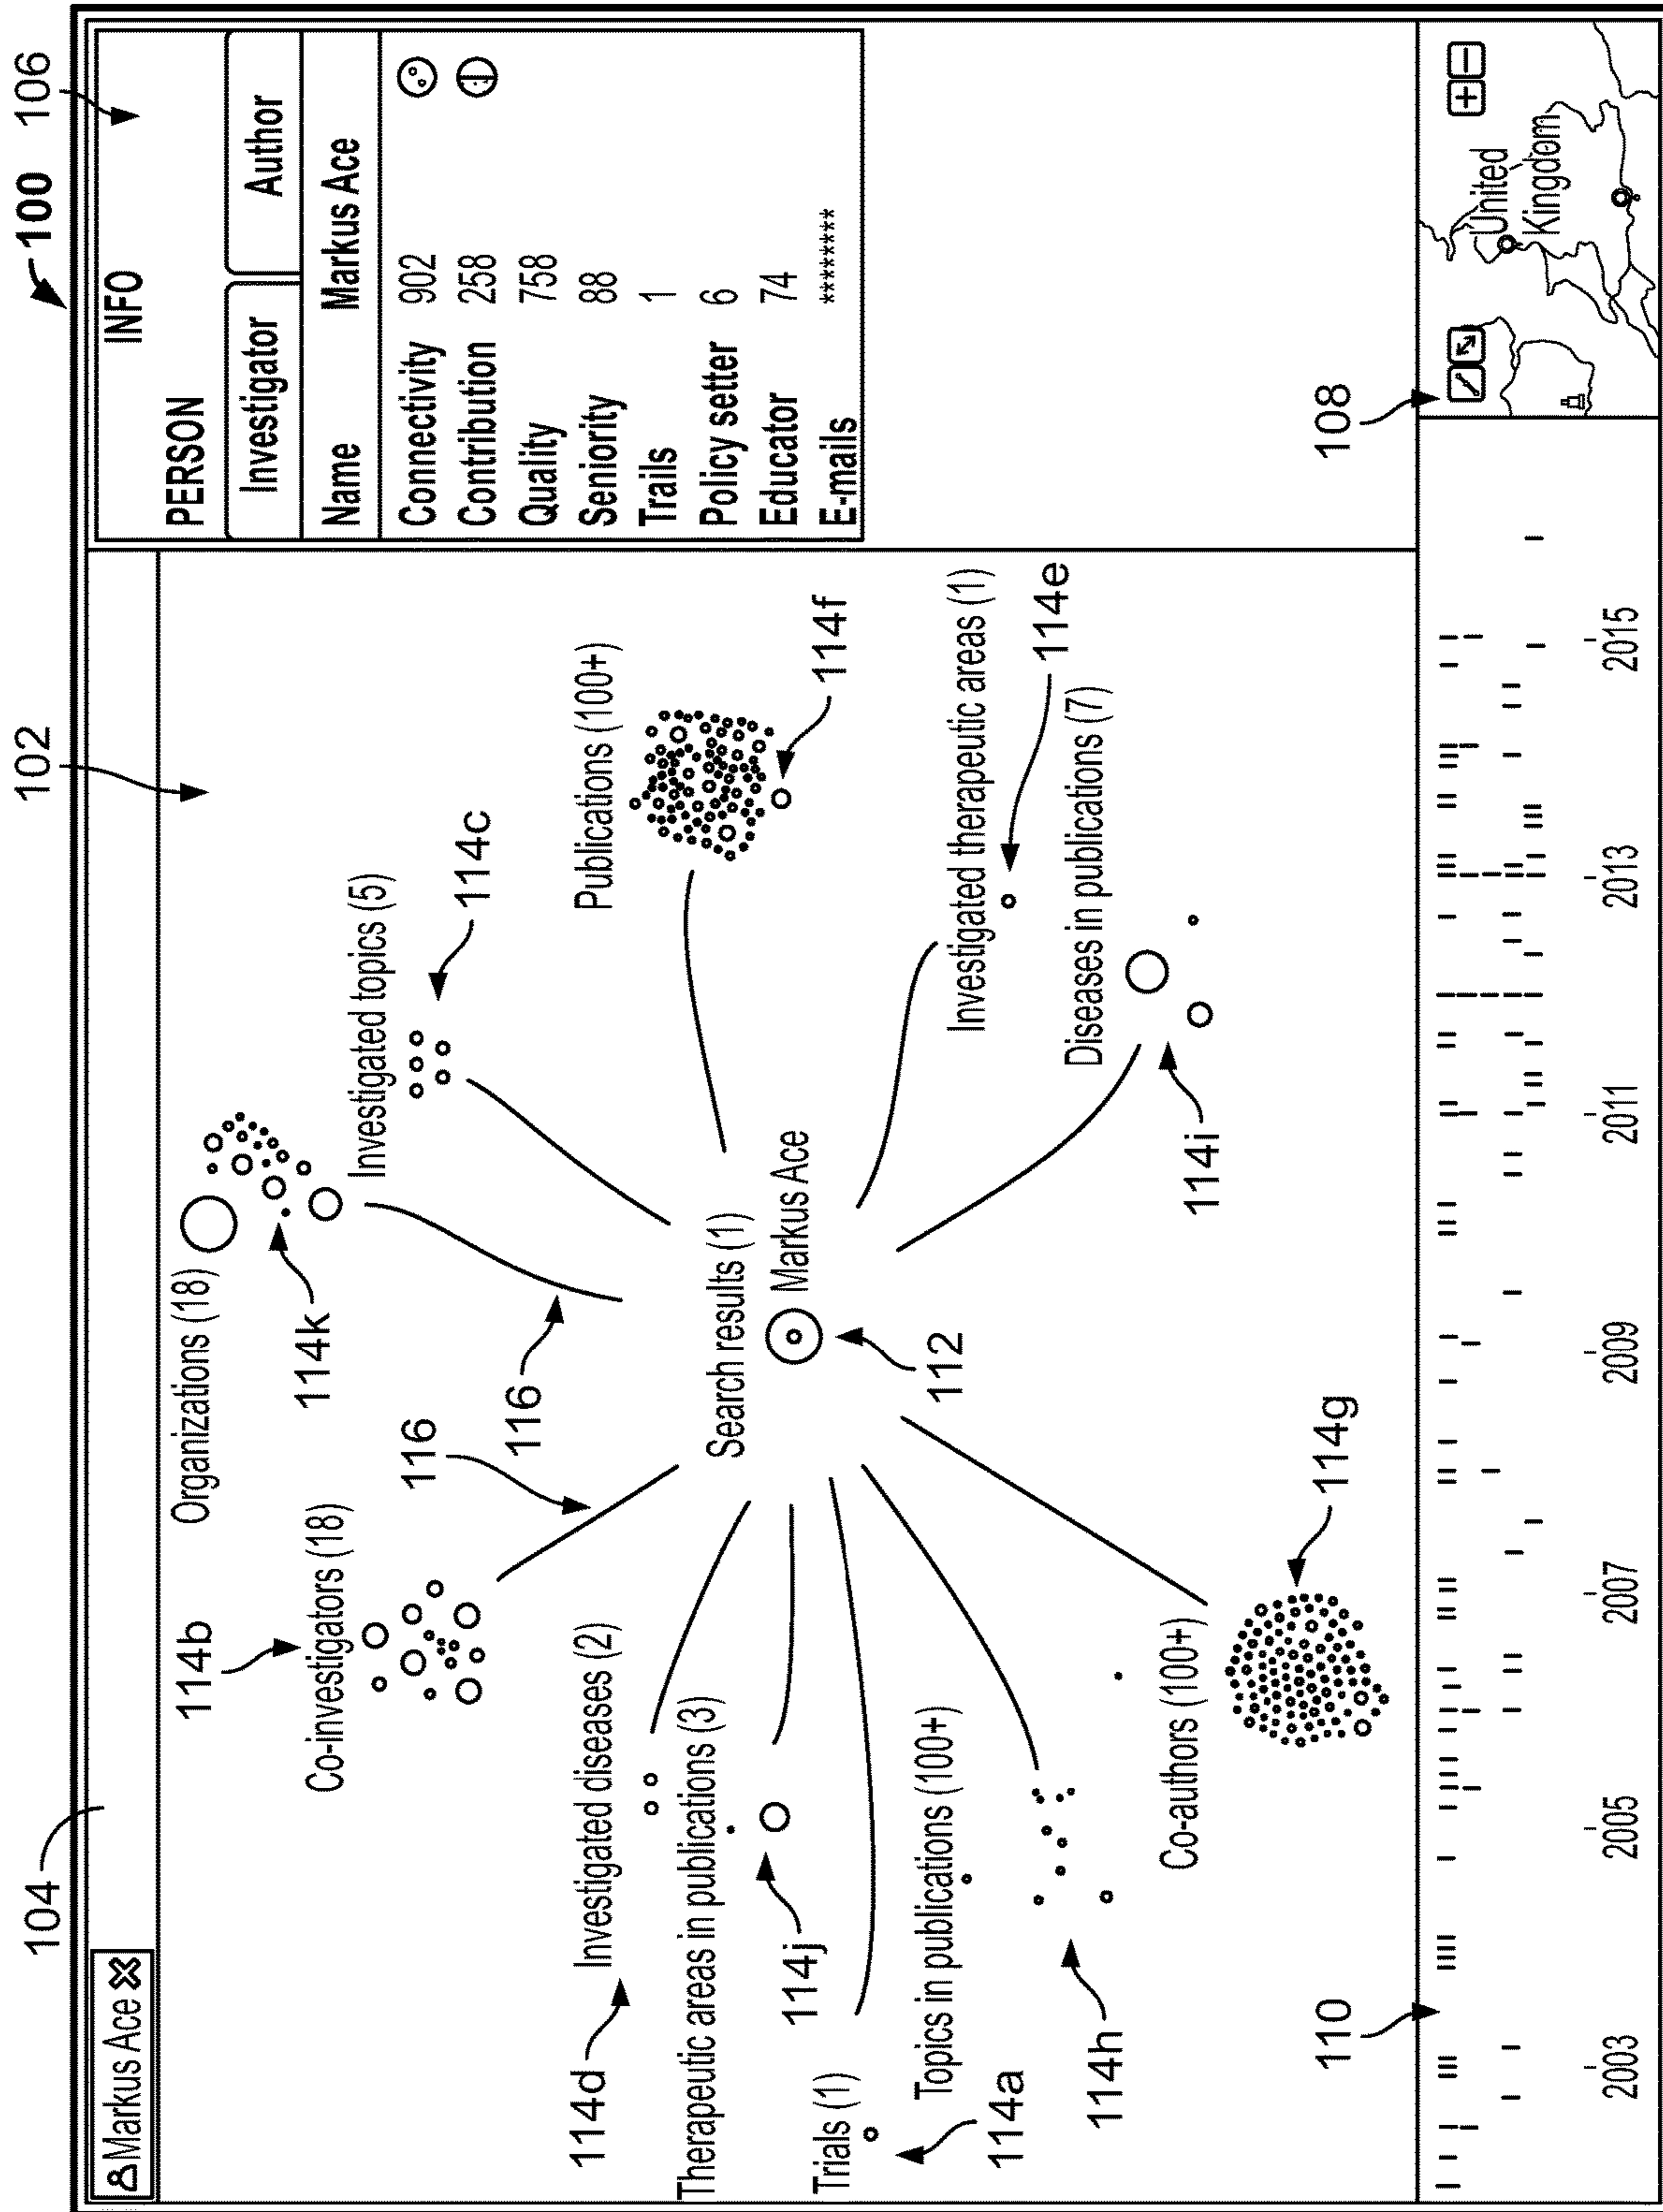 100
104
102
106
Markus Ace
INFO
PERSON
Investigator
Author
Name Markus Ace
Connectivity 902
Contribution 258
Quality 758
Seniority 88
Trails 1
Policy setter 6
Educator 74
E-mails ********
Organizations (18)
114k
Co-investigators (18)
114b
Investigated topics (5)
114c
116
116
Investigated diseases (2)
114d
Publications (100+)
114f
Therapeutic areas in publications (3)
114j
Search results (1)
Markus Ace
112
Trials (1)
114a
Topics in publications (100+)
114h
Investigated therapeutic areas (1)
114e
Diseases in publications (7)
114i
Co-authors (100+)
114g
110
108
United
Kingdom
2003 2005 2007 2009 2011 2013 2015